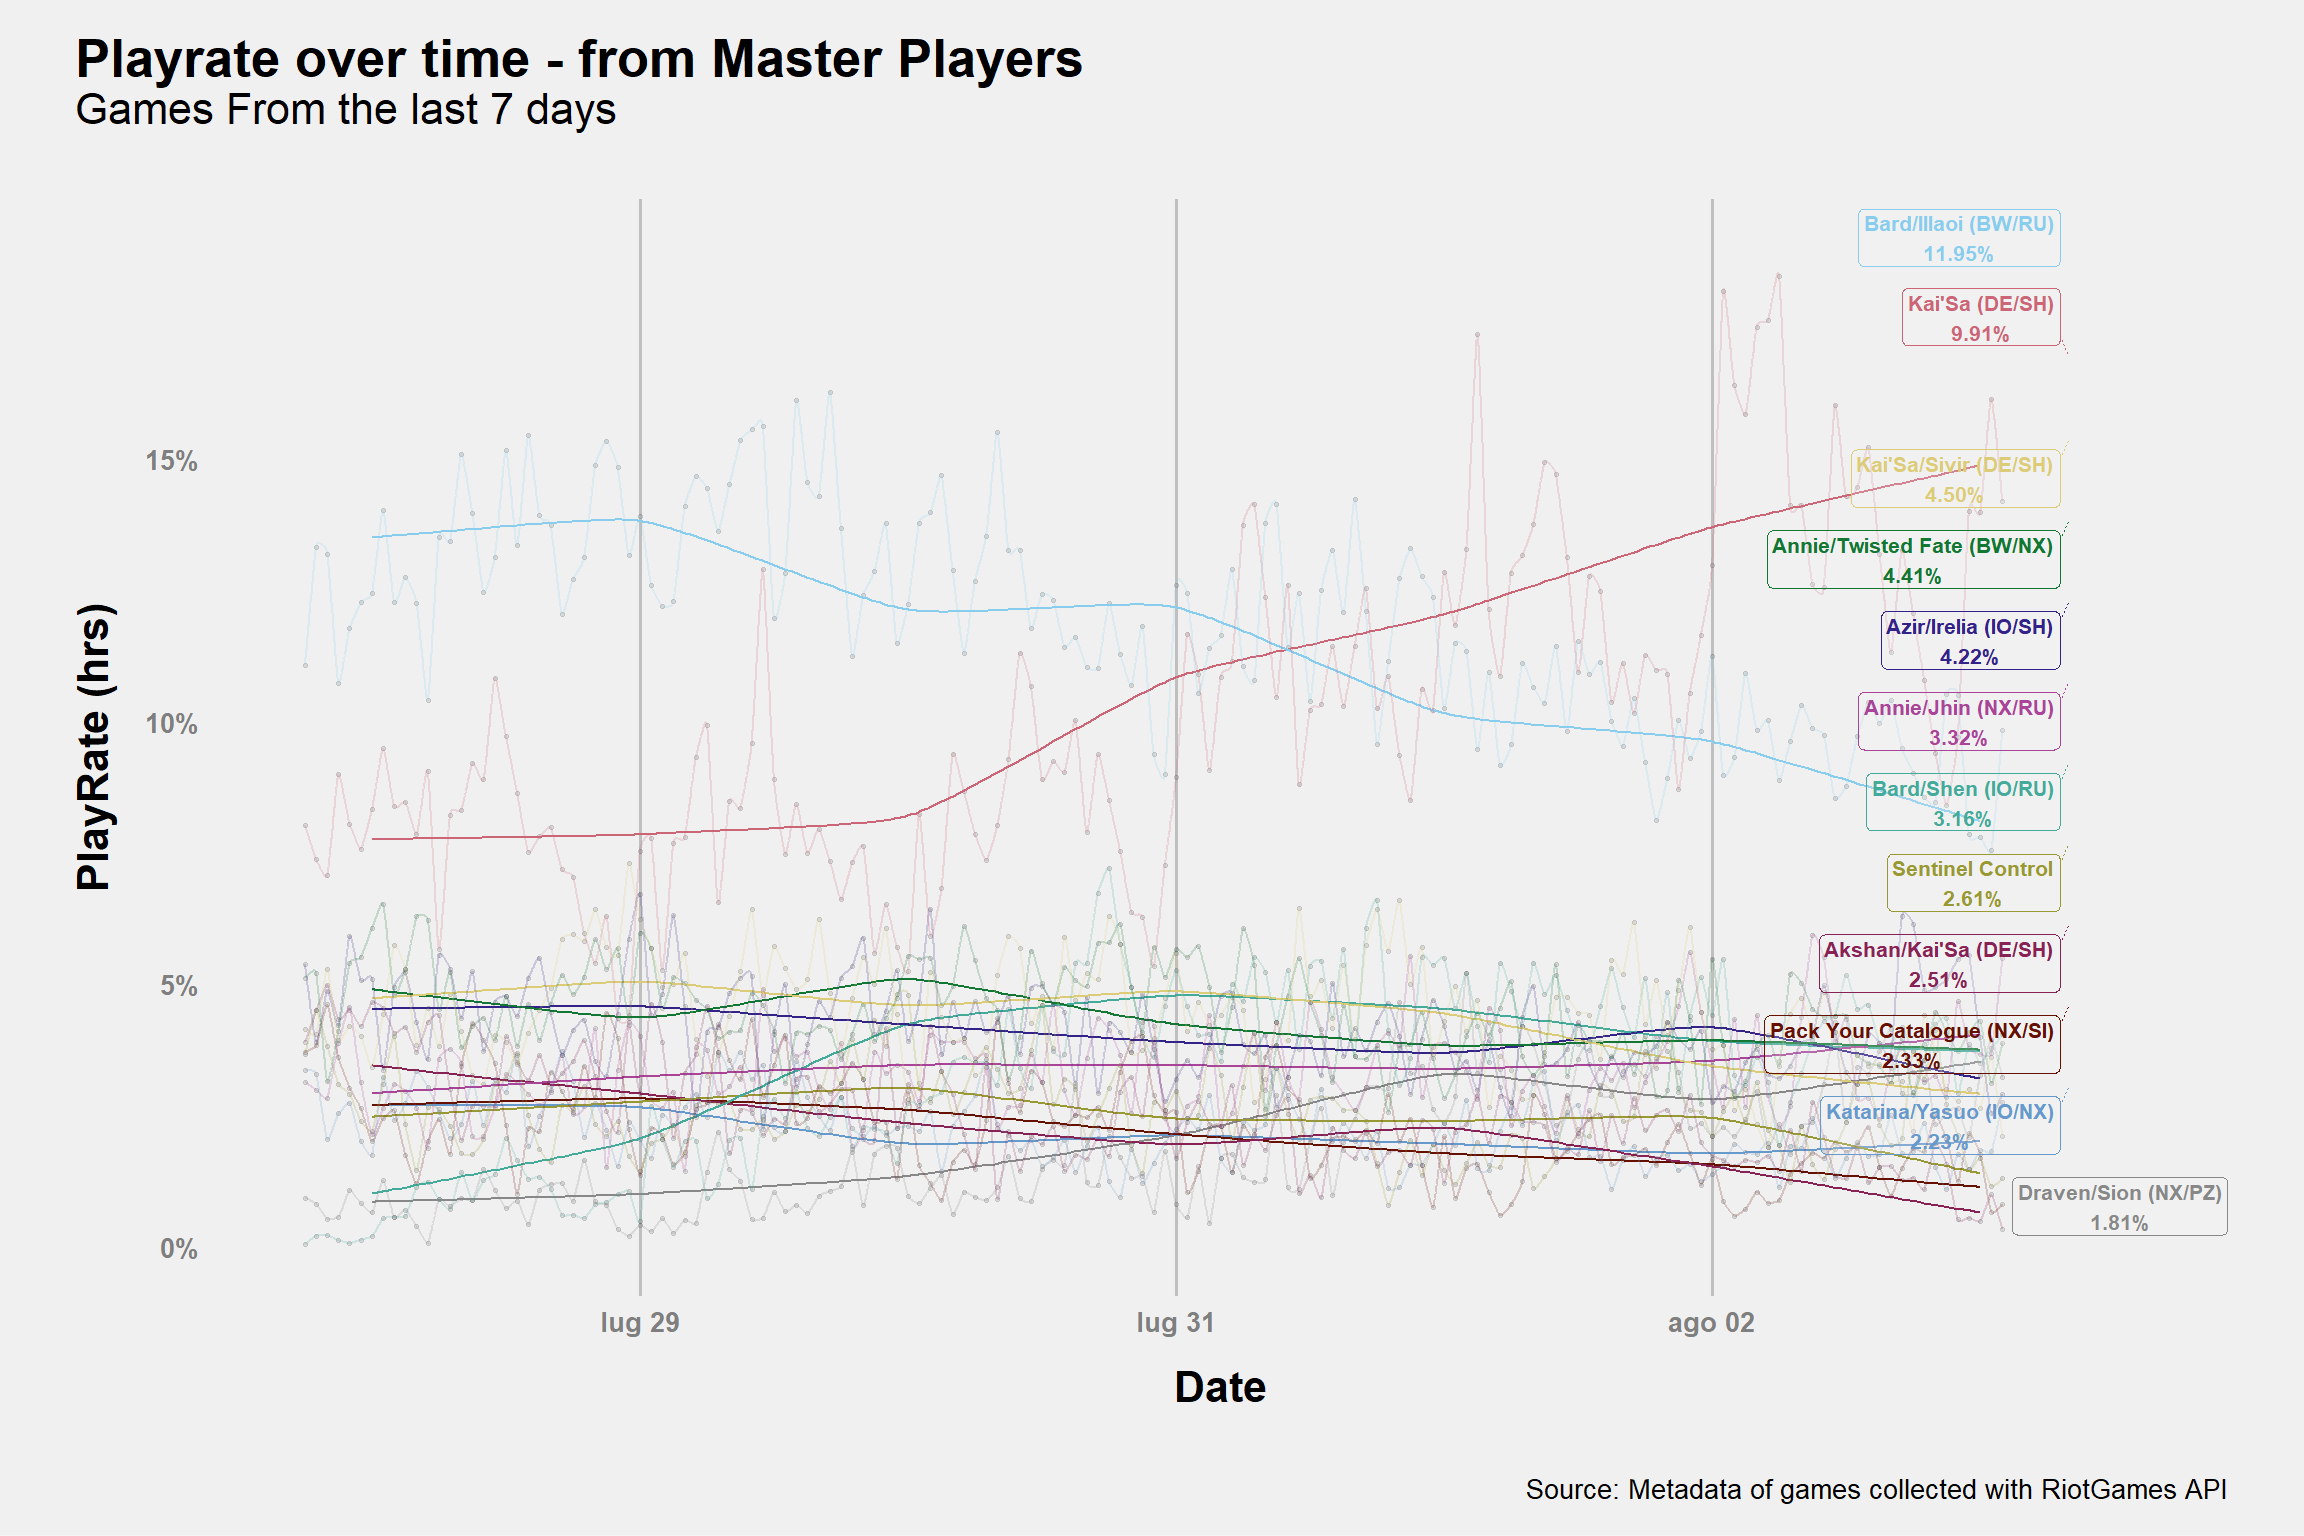 Playrate over time - from Master Players
Games From the last 7 days
Bard/Illaoi (BW/RU)
11.95%
Kai'Sa (DE/SH)
9.91%
Kai'Sa/Sivir (DE/SH)
4.50%
Annie/Twisted Fate (BW/NX)
4.41%
Azir/Irelia (IO/SH)
4.22%
Annie/Jhin (NX/RU)
3.32%
Bard/Shen (IO/RU)
3.16%
Sentinel Control
2.61%
Akshan/Kai'Sa (DE/SH)
2.51%
Pack Your Catalogue (NX/SI)
2.33%
Katarina/Yasuo (IO/NX)
2.23%
Draven/Sion (NX/PZ)
1.81%
15%
10%
5%
0%
PlayRate (hrs)
lug 29
lug 31
ago 02
Date
Source: Metadata of games collected with RiotGames API